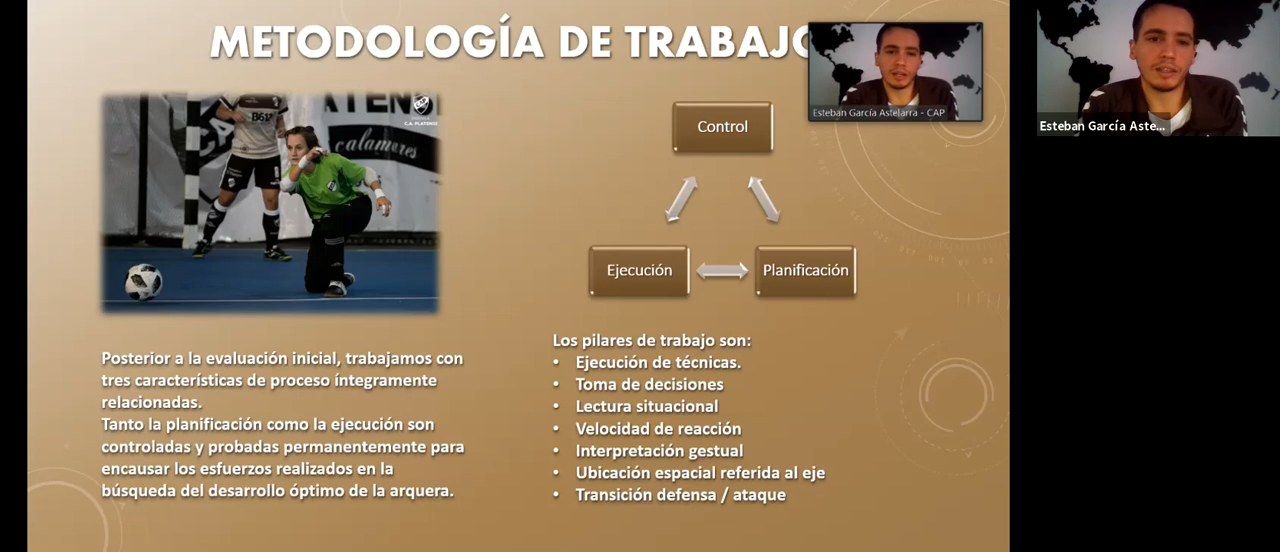 METODOLOGÍA DE TRABAJO
Esteban García Astelarra - CAP
Esteban García Aste...
B61
C.A. PLATENSE
calamares
Control
Ejecución
Planificación
Posterior a la evaluación inicial, trabajamos con
tres características de proceso íntegramente
relacionadas.
Tanto la planificación como la ejecución son
controladas y probadas permanentemente para
encausar los esfuerzos realizados en la
búsqueda del desarrollo óptimo de la arquera.
Los pilares de trabajo son:
• Ejecución de técnicas.
• Toma de decisiones
• Lectura situacional
• Velocidad de reacción
• Interpretación gestual
• Ubicación espacial referida al eje
• Transición defensa / ataque